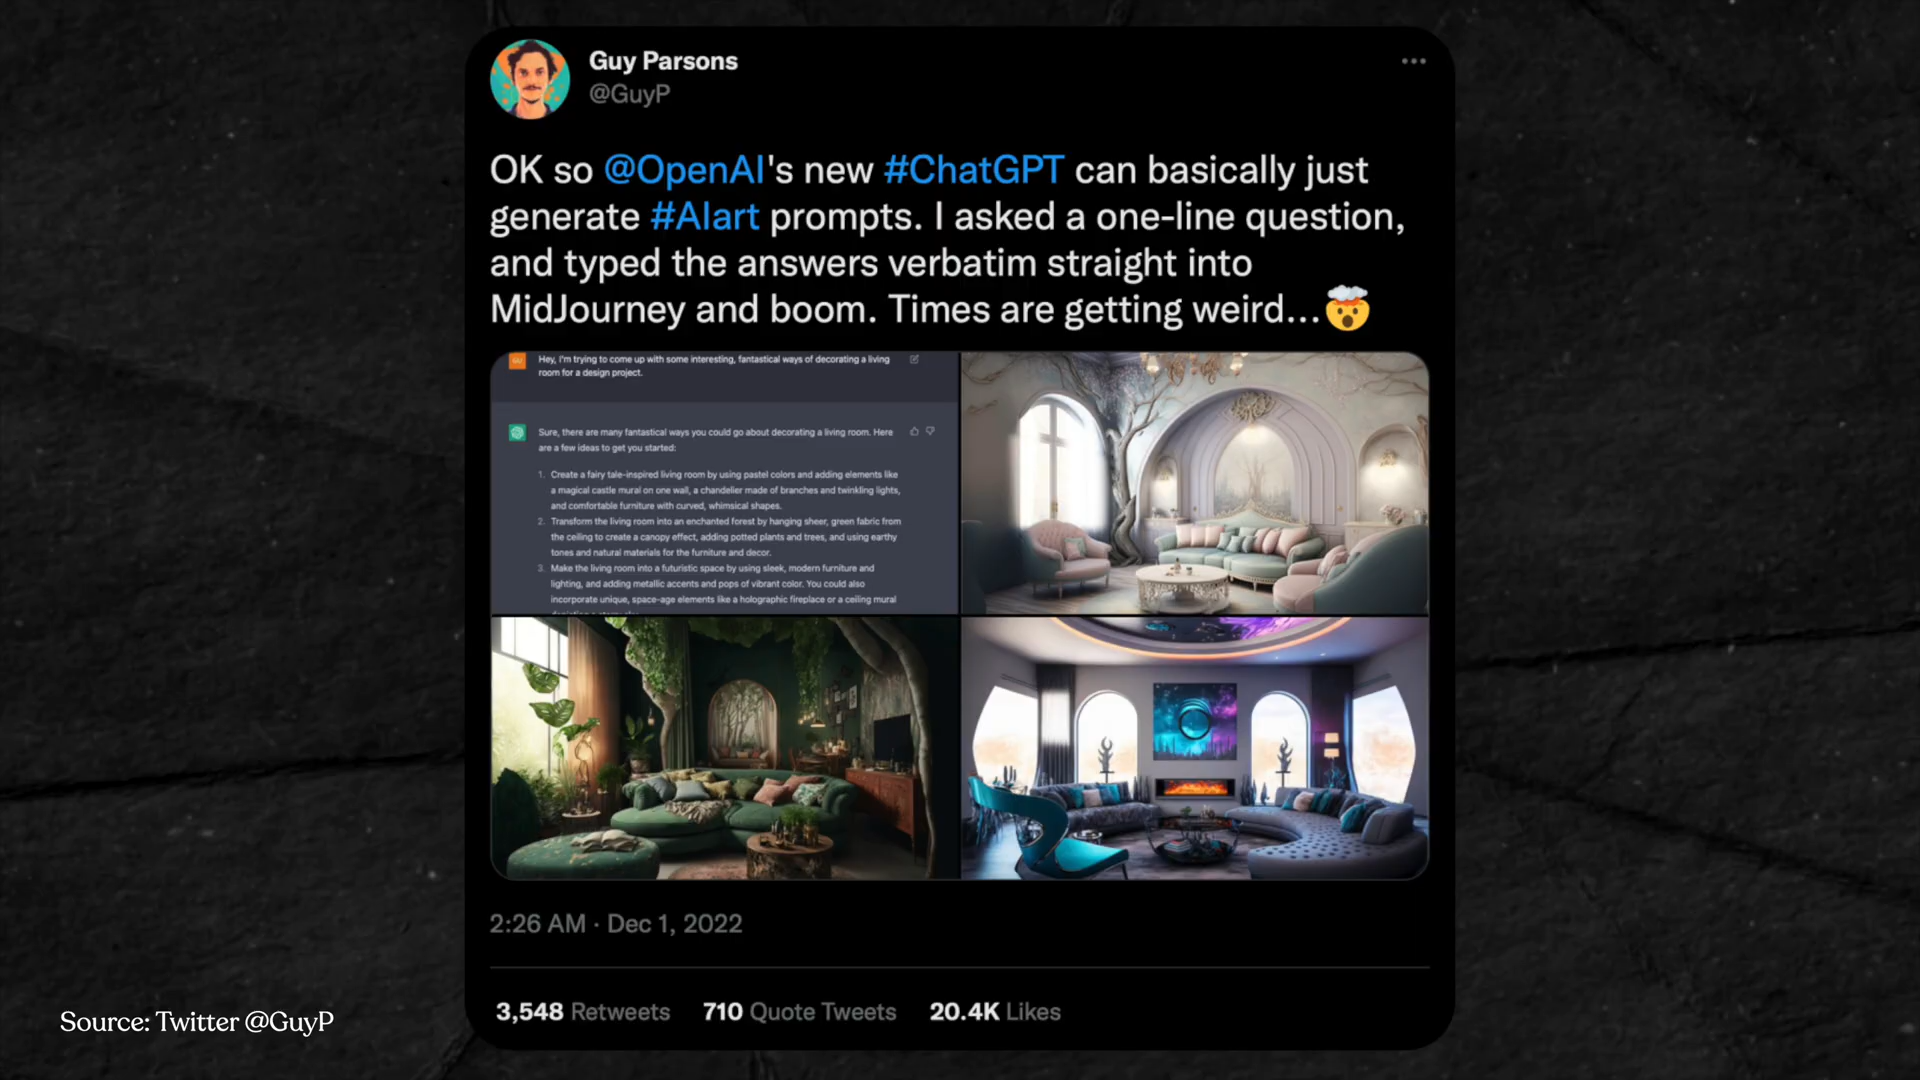 Guy Parsons
@GuyP
OK so @OpenAI's new #ChatGPT can basically just
generate #AIart prompts. I asked a one-line question,
and typed the answers verbatim straight into
MidJourney and boom. Times are getting weird...🤯
Hey, I'm trying to come up with some interesting, fantastical ways of decorating a living
room for a design project.
Sure, there are many fantastical ways you could go about decorating a living room. Here
are a few ideas to get you started:
1. Create a fairy tale-inspired living room by using pastel colors and adding elements like
a magical castle mural on one wall, a chandelier made of branches and twinkling lights,
and comfortable furniture with curved, whimsical shapes.
2. Transform the living room into an enchanted forest by hanging sheer, green fabric from
the ceiling to create a canopy effect, adding potted plants and trees, and using earthy
tones and natural materials for the furniture and decor.
3. Make the living room into a futuristic space by using sleek, modern furniture and
lighting, and adding metallic accents and pops of vibrant color. You could also
incorporate unique, space-age elements like a holographic fireplace or a ceiling mural
2:26 AM · Dec 1, 2022
3,548 Retweets 710 Quote Tweets 20.4K Likes
Source: Twitter @GuyP